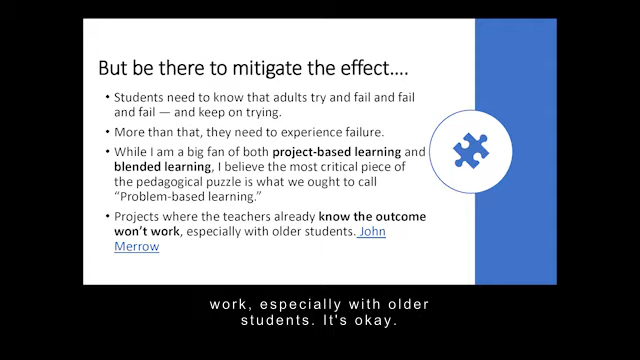 But be there to mitigate the effect....
• Students need to know that adults try and fail and fail
and fail — and keep on trying.
• More than that, they need to experience failure.
• While I am a big fan of both project-based learning and
blended learning, I believe the most critical piece of
the pedagogical puzzle is what we ought to call
“Problem-based learning.”
• Projects where the teachers already know the outcome
won’t work, especially with older students. John
Merrow
work, especially with older
students. It's okay.